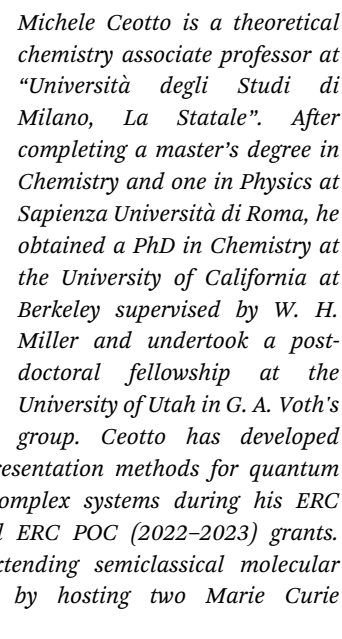 Michele Ceotto is a theoretical
chemistry associate professor at
“Università degli Studi di
Milano, La Statale”. After
completing a master’s degree in
Chemistry and one in Physics at
Sapienza Università di Roma, he
obtained a PhD in Chemistry at
the University of California at
Berkeley supervised by W. H.
Miller and undertook a post-
doctoral fellowship at the
University of Utah in G. A. Voth's
group. Ceotto has developed
methods for quantum
systems during his ERC
ERC POC (2022–2023) grants.
semiclassical molecular
by hosting two Marie Curie